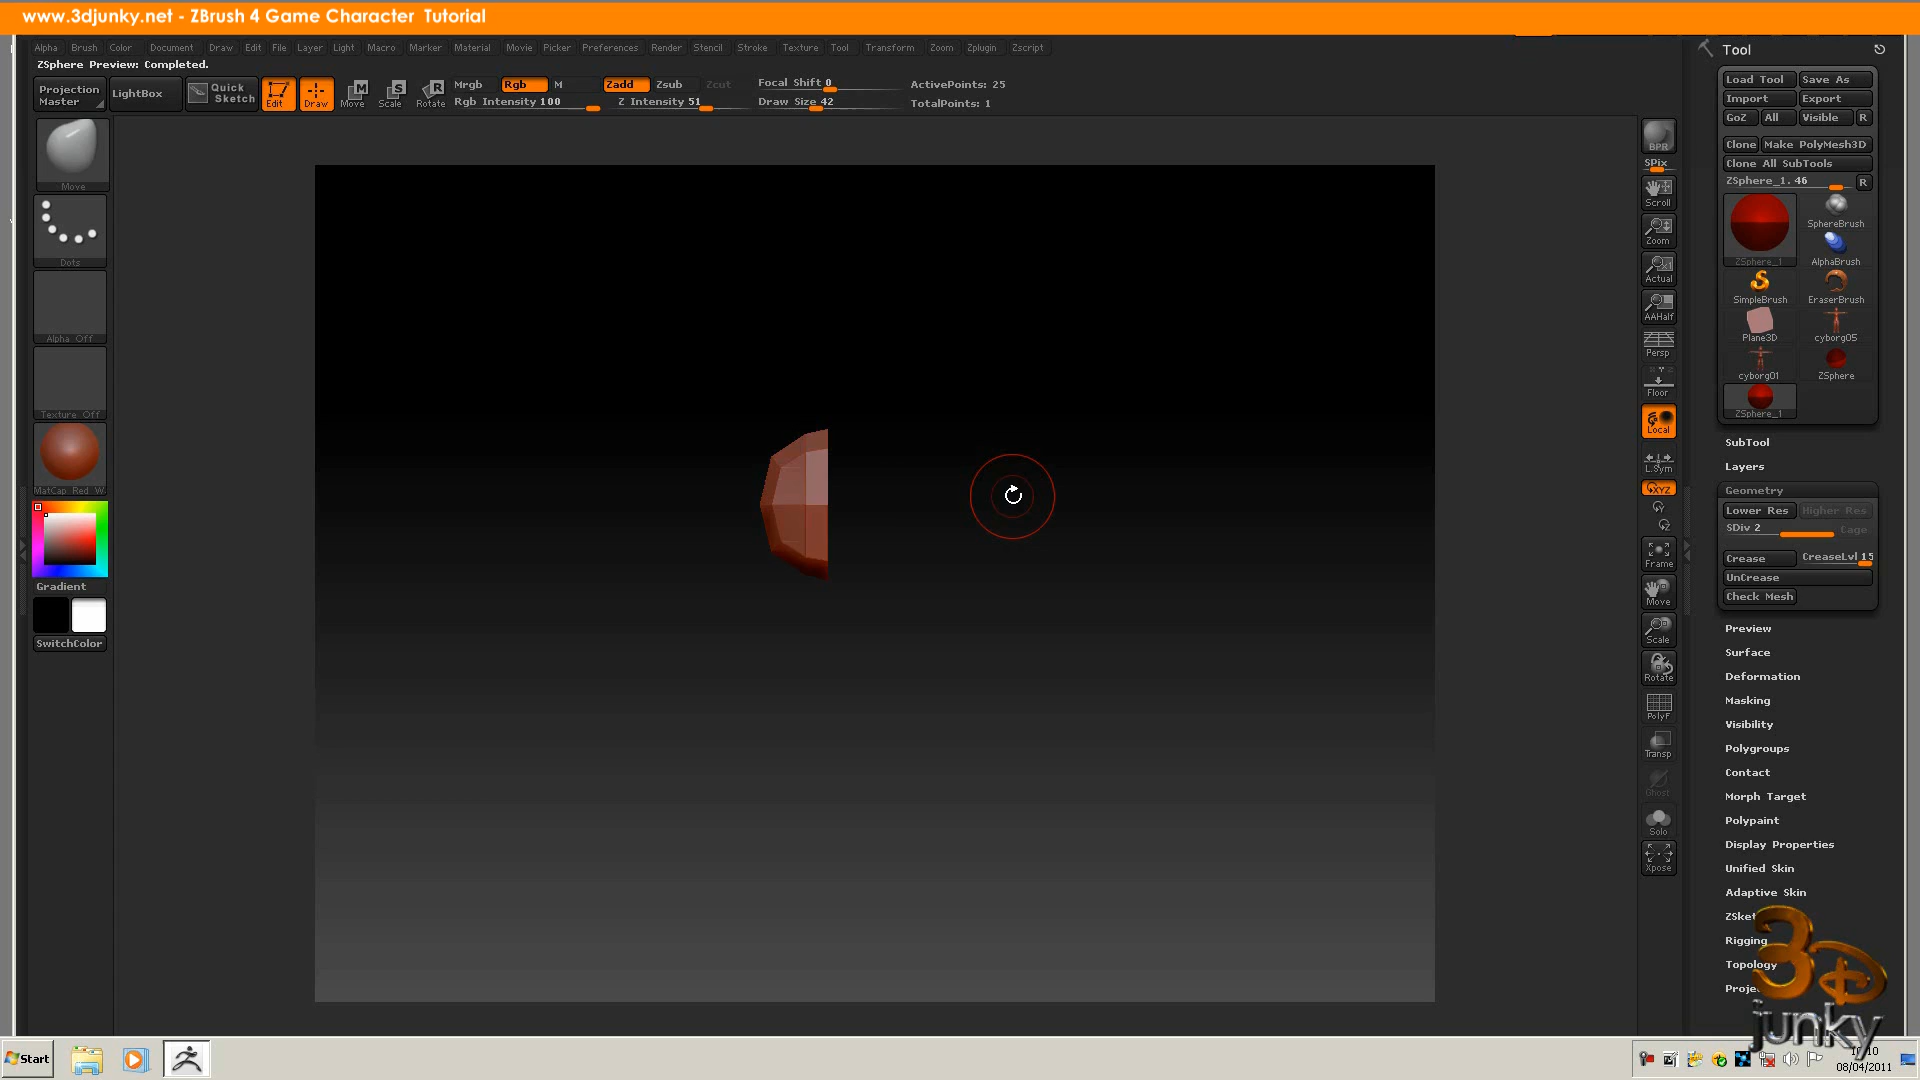 www.3djunky.net - ZBrush 4 Game Character Tutorial
Alpha Brush Color Document Draw Edit File Layer Light Macro Marker Material Movie Picker Preferences Render Stencil Stroke Texture Tool Transform Zoom Zplugin Zscript
ZSphere Preview: Completed.
Projection Master
LightBox
Quick Sketch
Edit
Draw
Move
Scale
Rotate
Mrgb Rgb M Zadd Zsub Zcut
Rgb Intensity 100 Z Intensity 51
Focal Shift 0
Draw Size 42
ActivePoints: 25
TotalPoints: 1
Move
Dots
Alpha Off
Texture Off
MatCap Red W
Gradient
SwitchColor
BPR
SPix
Scroll
Zoom
Actual
AAHalf
Persp
Floor
Local
L.Sym
XYZ
Y
Z
Frame
Move
Scale
Rotate
PolyF
Transp
Ghost
Solo
Xpose
Tool
Load Tool Save As
Import Export
GoZ All Visible R
Clone Make PolyMesh3D
Clone All SubTools
ZSphere_1. 46 R
ZSphere_1 SphereBrush
AlphaBrush
SimpleBrush EraserBrush
Plane3D cyborg05
cyborg01 ZSphere
ZSphere_1
SubTool
Layers
Geometry
Lower Res Higher Res
SDiv 2 Cage
Crease CreaseLvl 15
UnCrease
Check Mesh
Preview
Surface
Deformation
Masking
Visibility
Polygroups
Contact
Morph Target
Polypaint
Display Properties
Unified Skin
Adaptive Skin
ZSket
Rigging
Topology
Proje
3D
junky
Start
08/04/2011